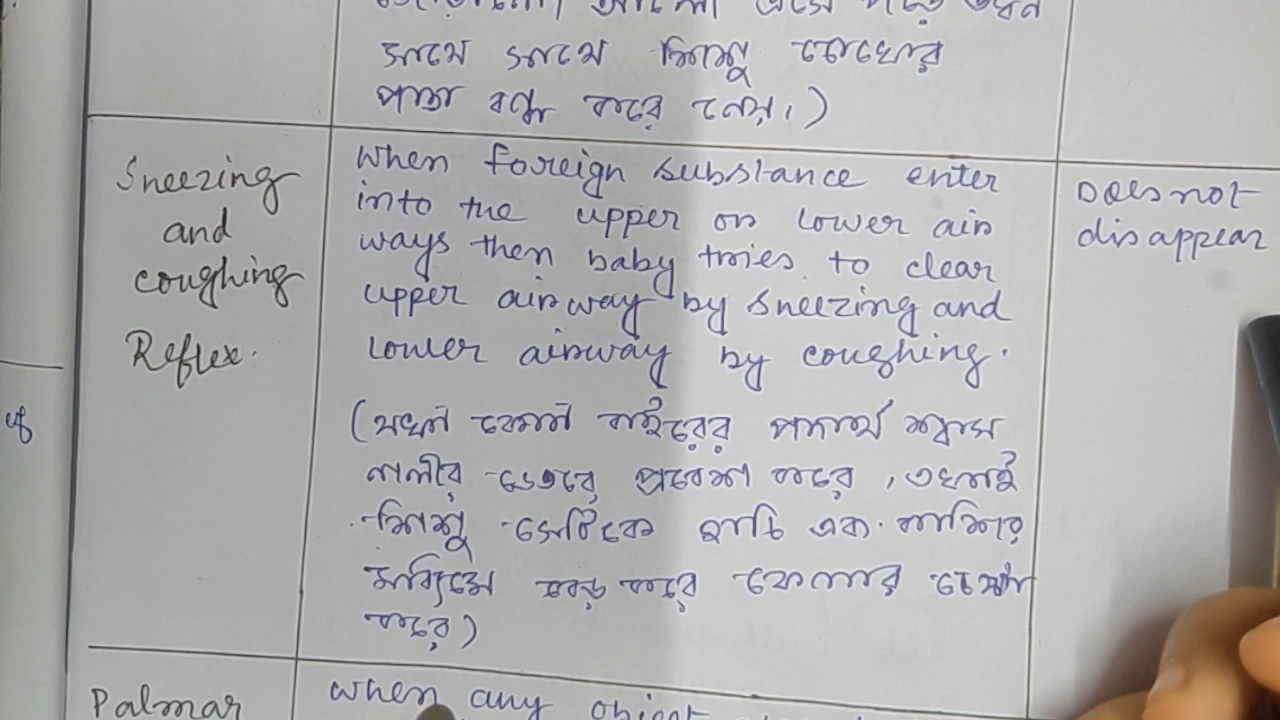 সাথে সাথে শিশু চোখের
পাতা বন্ধ করে নেয়।)
Sneezing
and
coughing
Reflex.
When foreign substance enter
into the upper or lower air
ways then baby tries to clear
upper airway by sneezing and
lower airway by coughing.
(যখন কোন বাইরের পদার্থ শ্বাস
নালীর ভেতরে প্রবেশ করে, তখনই
শিশু সেটিকে হাচি এবং কাশির
মাধ্যমে বের করে ফেলার চেষ্টা
করে)
Does not
disappear
of
Palmar
When any object